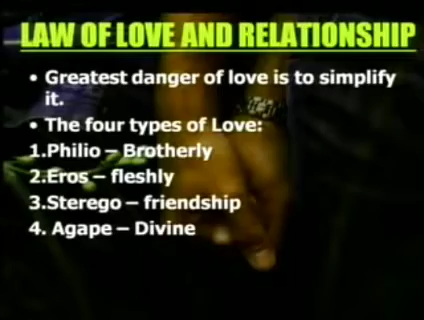 LAW OF LOVE AND RELATIONSHIP
• Greatest danger of love is to simplify
it.
• The four types of Love:
1.Philio – Brotherly
2.Eros – fleshly
3.Sterego – friendship
4. Agape – Divine